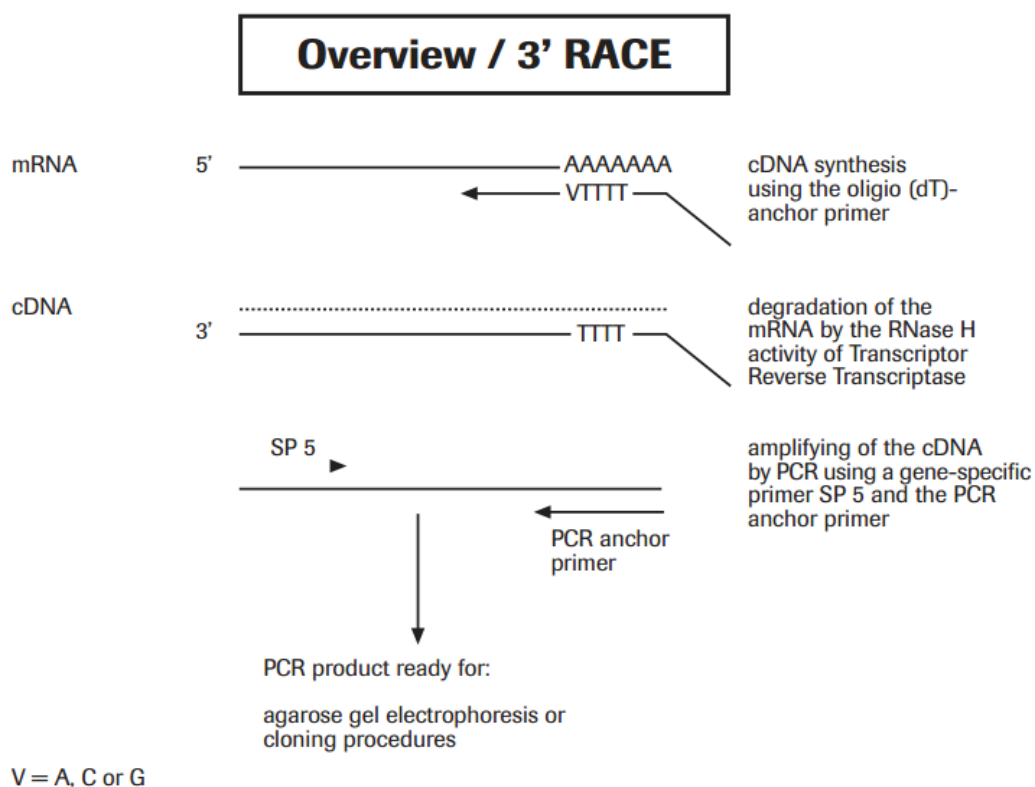 Overview / 3’ RACE
mRNA
5’
AAAAAAA
VTTTT
cDNA synthesis
using the oligio (dT)-
anchor primer
cDNA
3’
TTTT
degradation of the
mRNA by the RNase H
activity of Transcriptor
Reverse Transcriptase
SP 5
PCR anchor
primer
amplifying of the cDNA
by PCR using a gene-specific
primer SP 5 and the PCR
anchor primer
PCR product ready for:
agarose gel electrophoresis or
cloning procedures
V = A, C or G